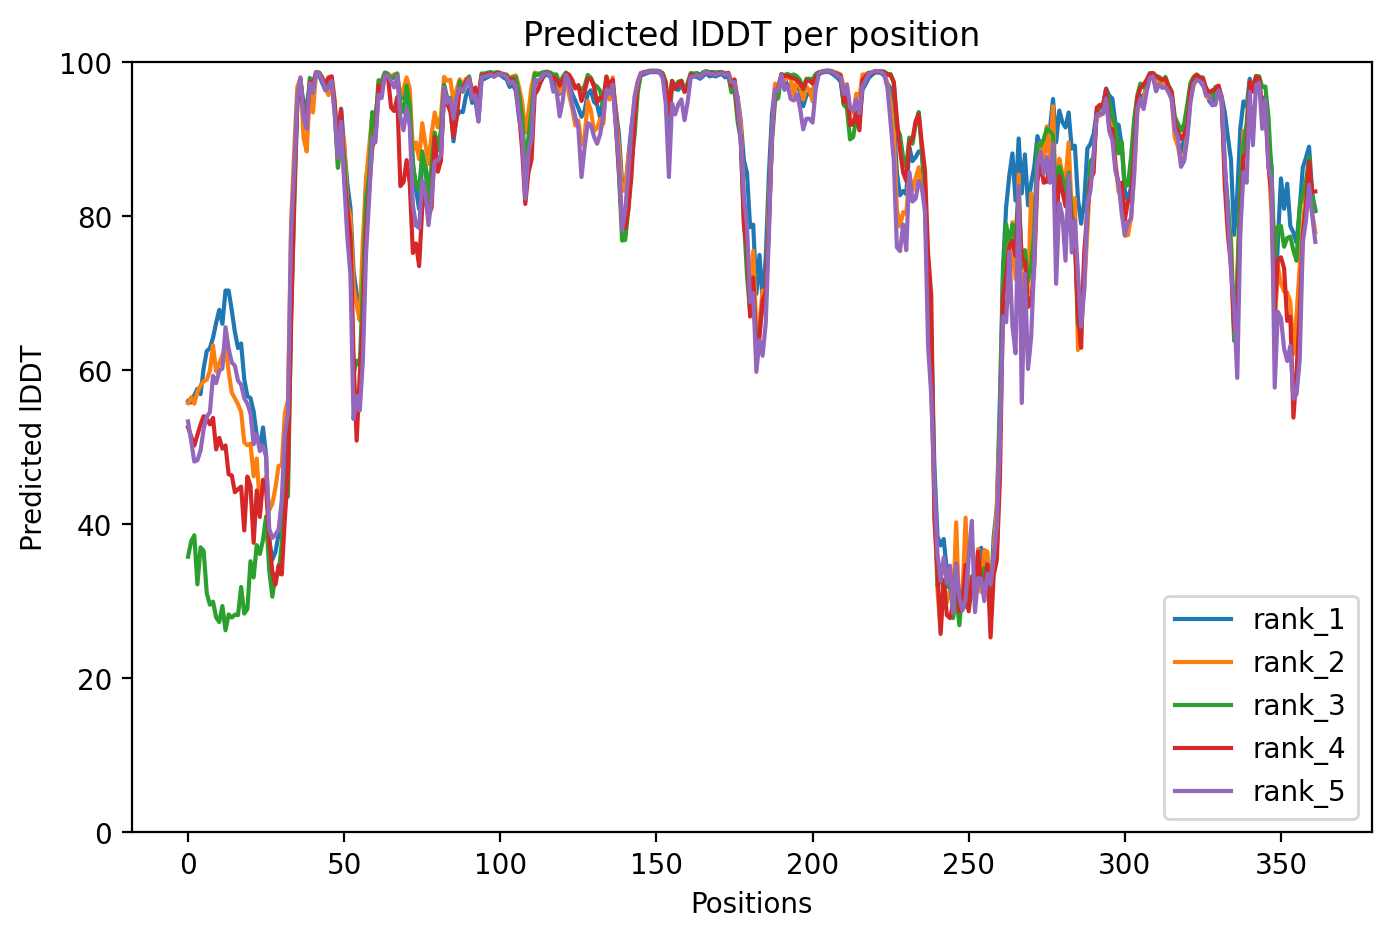 Predicted lDDT per position
Predicted lDDT
100
80
60
40
20
0
0 50 100 150 200 250 300 350
Positions
rank_1
rank_2
rank_3
rank_4
rank_5